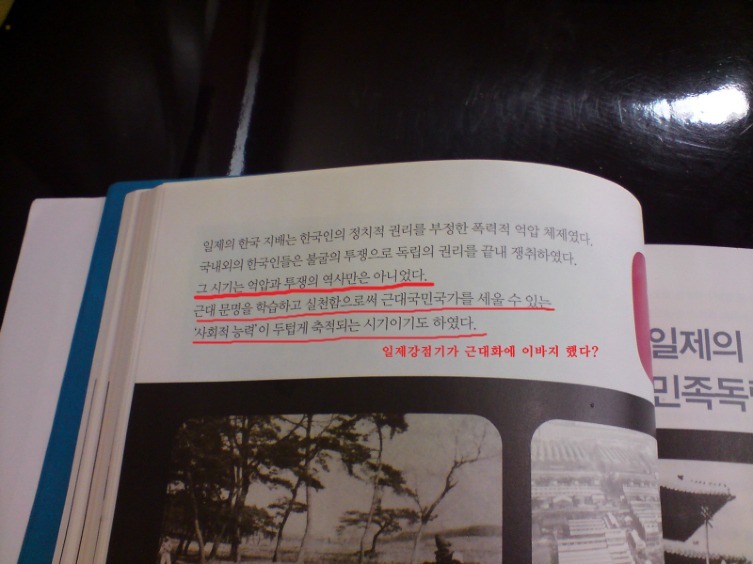 일제의 한국 지배는 한국인의 정치적 권리를 부정한 폭력적 억압 체제였다.
국내외의 한국인들은 불굴의 투쟁으로 독립의 권리를 끝내 쟁취하였다.
그 시기는 억압과 투쟁의 역사만은 아니었다.
근대 문명을 학습하고 실천함으로써 근대국민국가를 세울 수 있는
'사회적 능력'이 두텁게 축적되는 시기이기도 하였다.
일제강점기가 근대화에 이바지 했다?
일제의
민족독